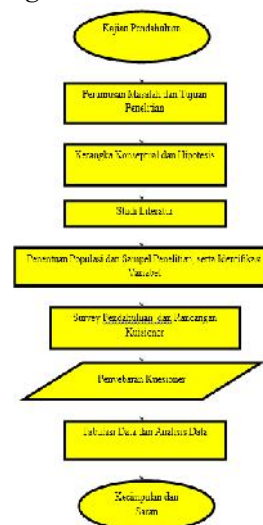 Kajian Pendahuluan
Perumusan Masalah dan Tujuan
Penelitian
Kerangka Konseptual dan Hipotesis
Studi Literatur
Penentuan Populasi dan Sampel Penelitian, serta Identifikasi
Variabel
Survey Pendahuluan dan Rancangan
Kuisioner
Penyebaran Kuesioner
Tabulasi Data dan Analisis Data
Kesimpulan dan
Saran